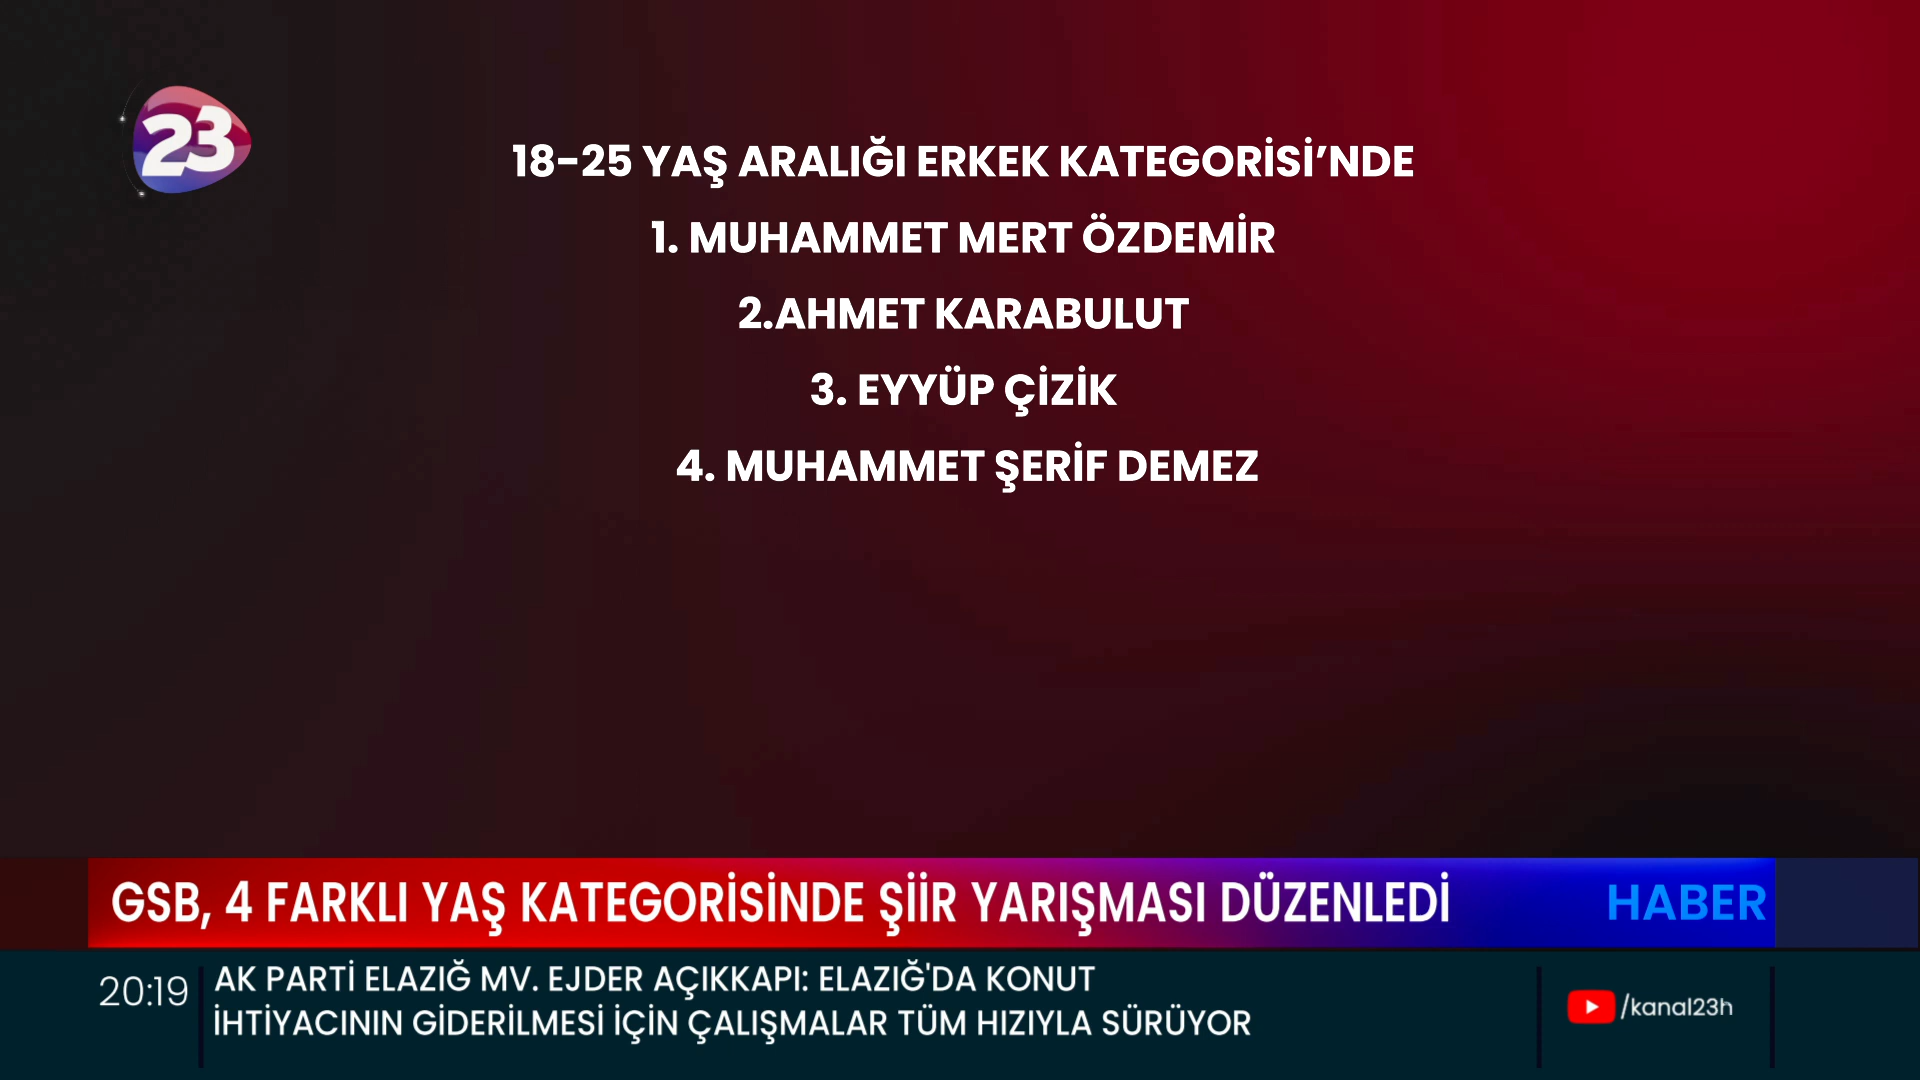 23
18-25 YAŞ ARALIĞI ERKEK KATEGORİSİ’NDE
1. MUHAMMET MERT ÖZDEMİR
2.AHMET KARABULUT
3. EYYÜP ÇİZİK
4. MUHAMMET ŞERİF DEMEZ
GSB, 4 FARKLI YAŞ KATEGORİSİNDE ŞİİR YARIŞMASI DÜZENLEDİ
HABER
20:19
AK PARTİ ELAZIĞ MV. EJDER AÇIKKAPI: ELAZIĞ'DA KONUT
İHTİYACININ GİDERİLMESİ İÇİN ÇALIŞMALAR TÜM HIZIYLA SÜRÜYOR
/kanal23h